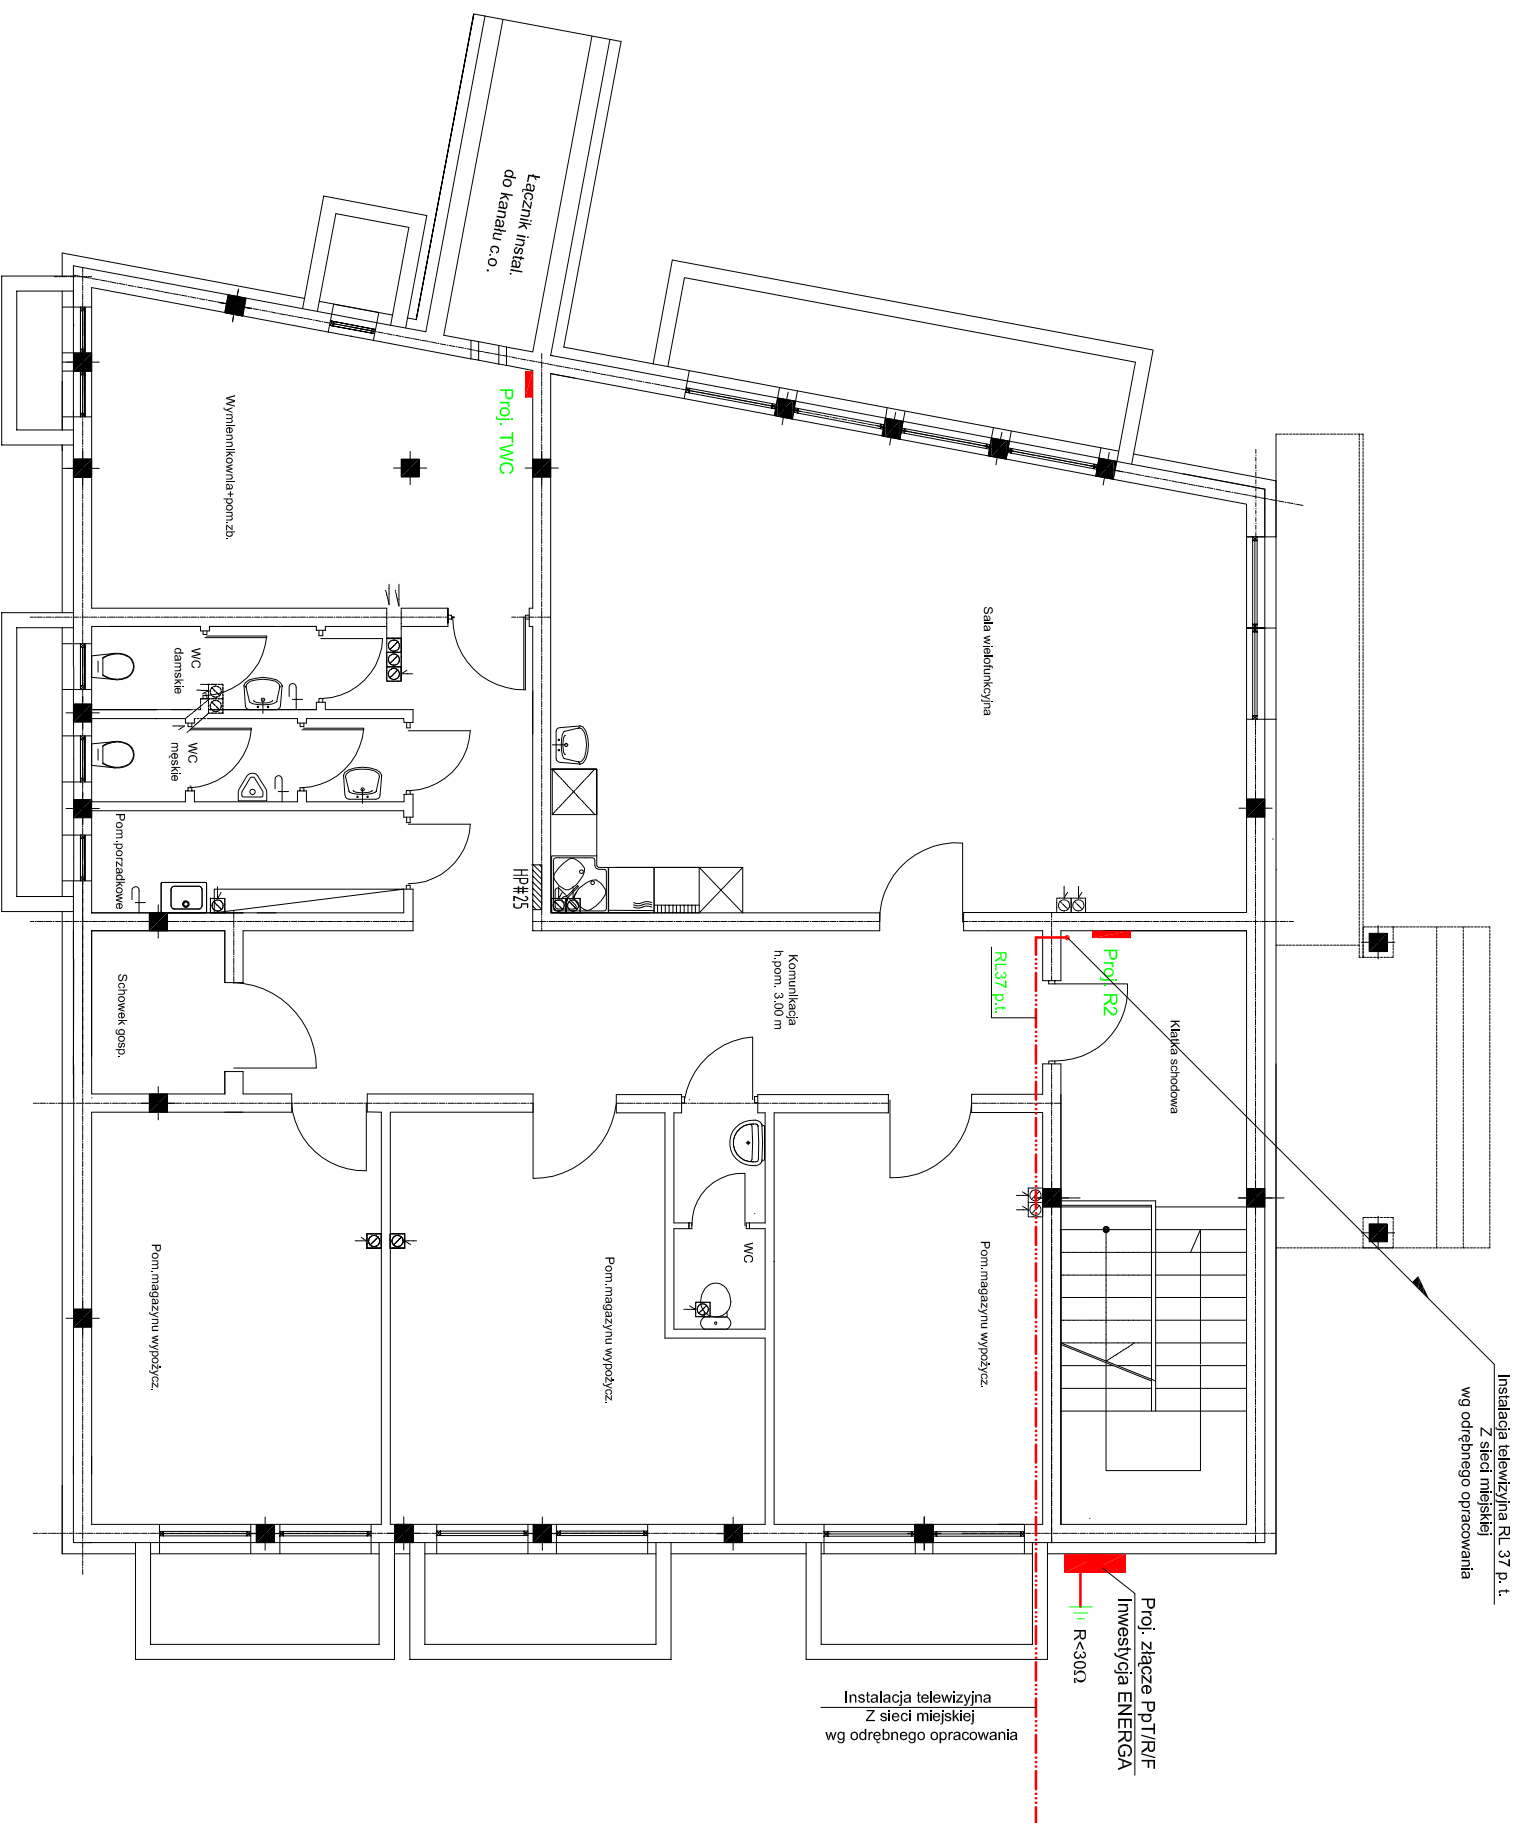 Łącznik instal.
do kanału c.o.
Proj. TWC
Wymiennikownia+pom.zb.
Sala wielofunkcyjna
WC
damskie
WC
męskie
Pom.porzadkowe
HP#25
Schowek gosp.
Komunikacja
h.pom. 3.00 m
RL37 p.t.
Proj. R2
Klatka schodowa
WC
Pom.magazynu wypożycz.
Pom.magazynu wypożycz.
Pom.magazynu wypożycz.
Instalacja telewizyjna RL 37 p. t.
Z sieci miejskiej
wg odrębnego opracowania
Proj. złącze PpT/R/F
Inwestycja ENERGA
R<30Ω
Instalacja telewizyjna
Z sieci miejskiej
wg odrębnego opracowania